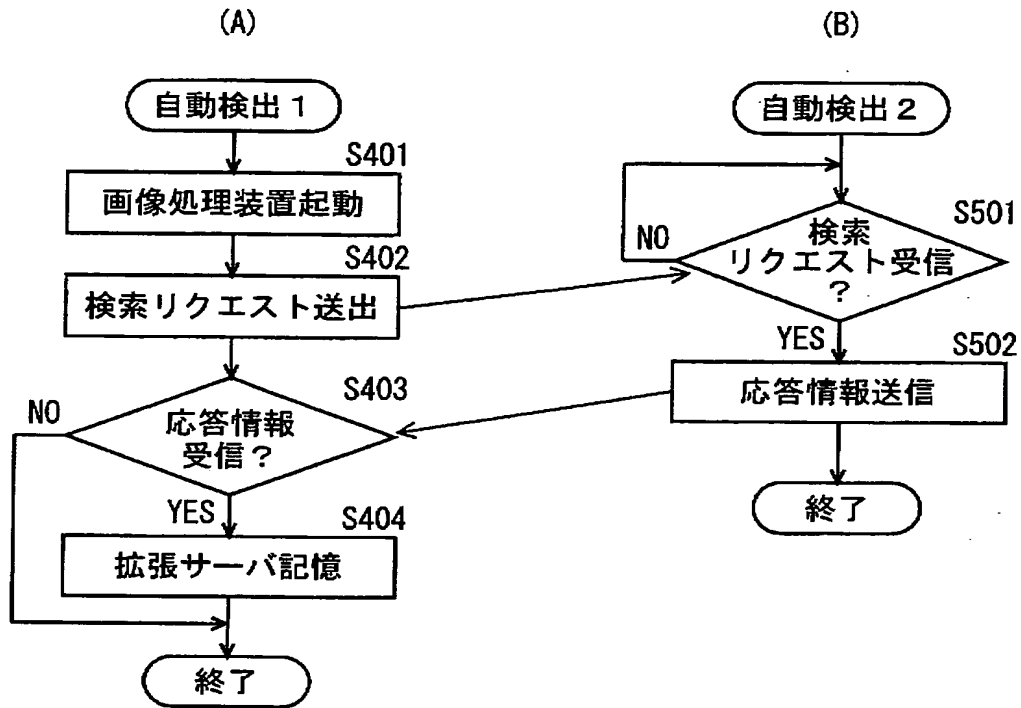 (A)
自動検出１
S401
画像処理装置起動
S402
検索リクエスト送出
S403
NO
応答情報
受信？
YES
S404
拡張サーバ記憶
終了
(B)
自動検出２
S501
NO
検索
リクエスト受信
？
YES
S502
応答情報送信
終了